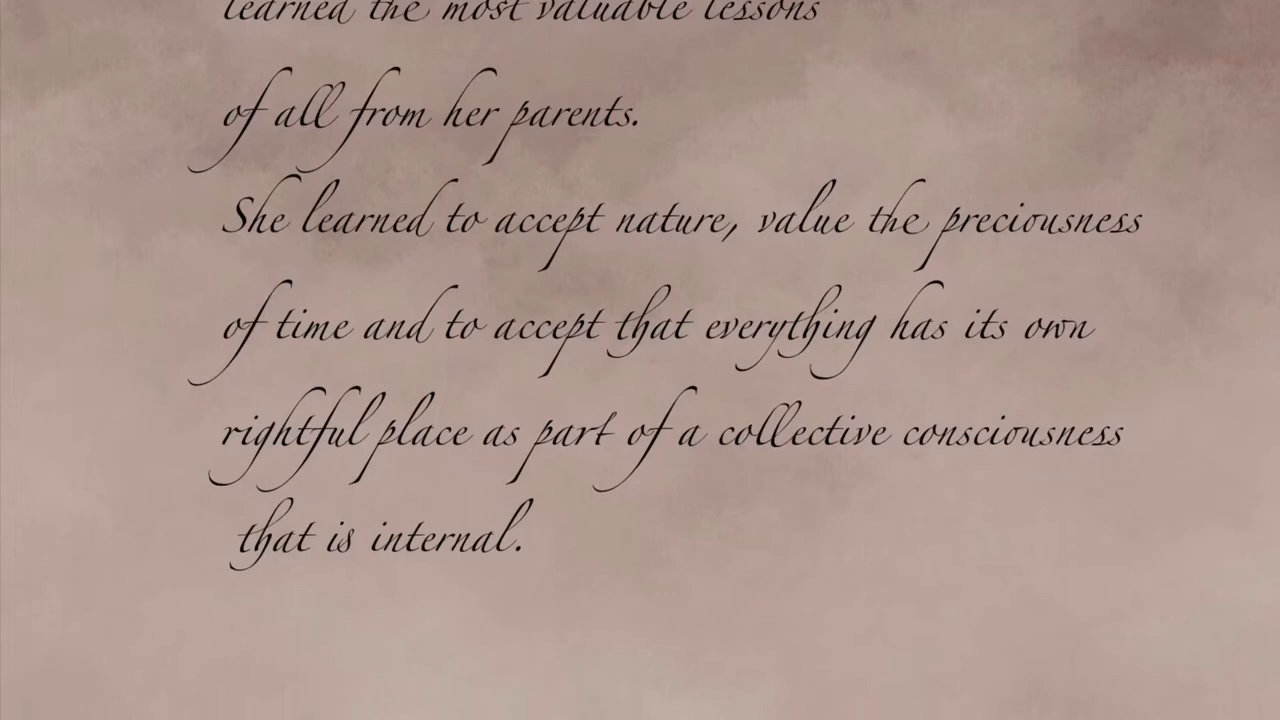 learned the most valuable lessons
of all from her parents.
She learned to accept nature, value the preciousness
of time and to accept that everything has its own
rightful place as part of a collective consciousness
that is internal.